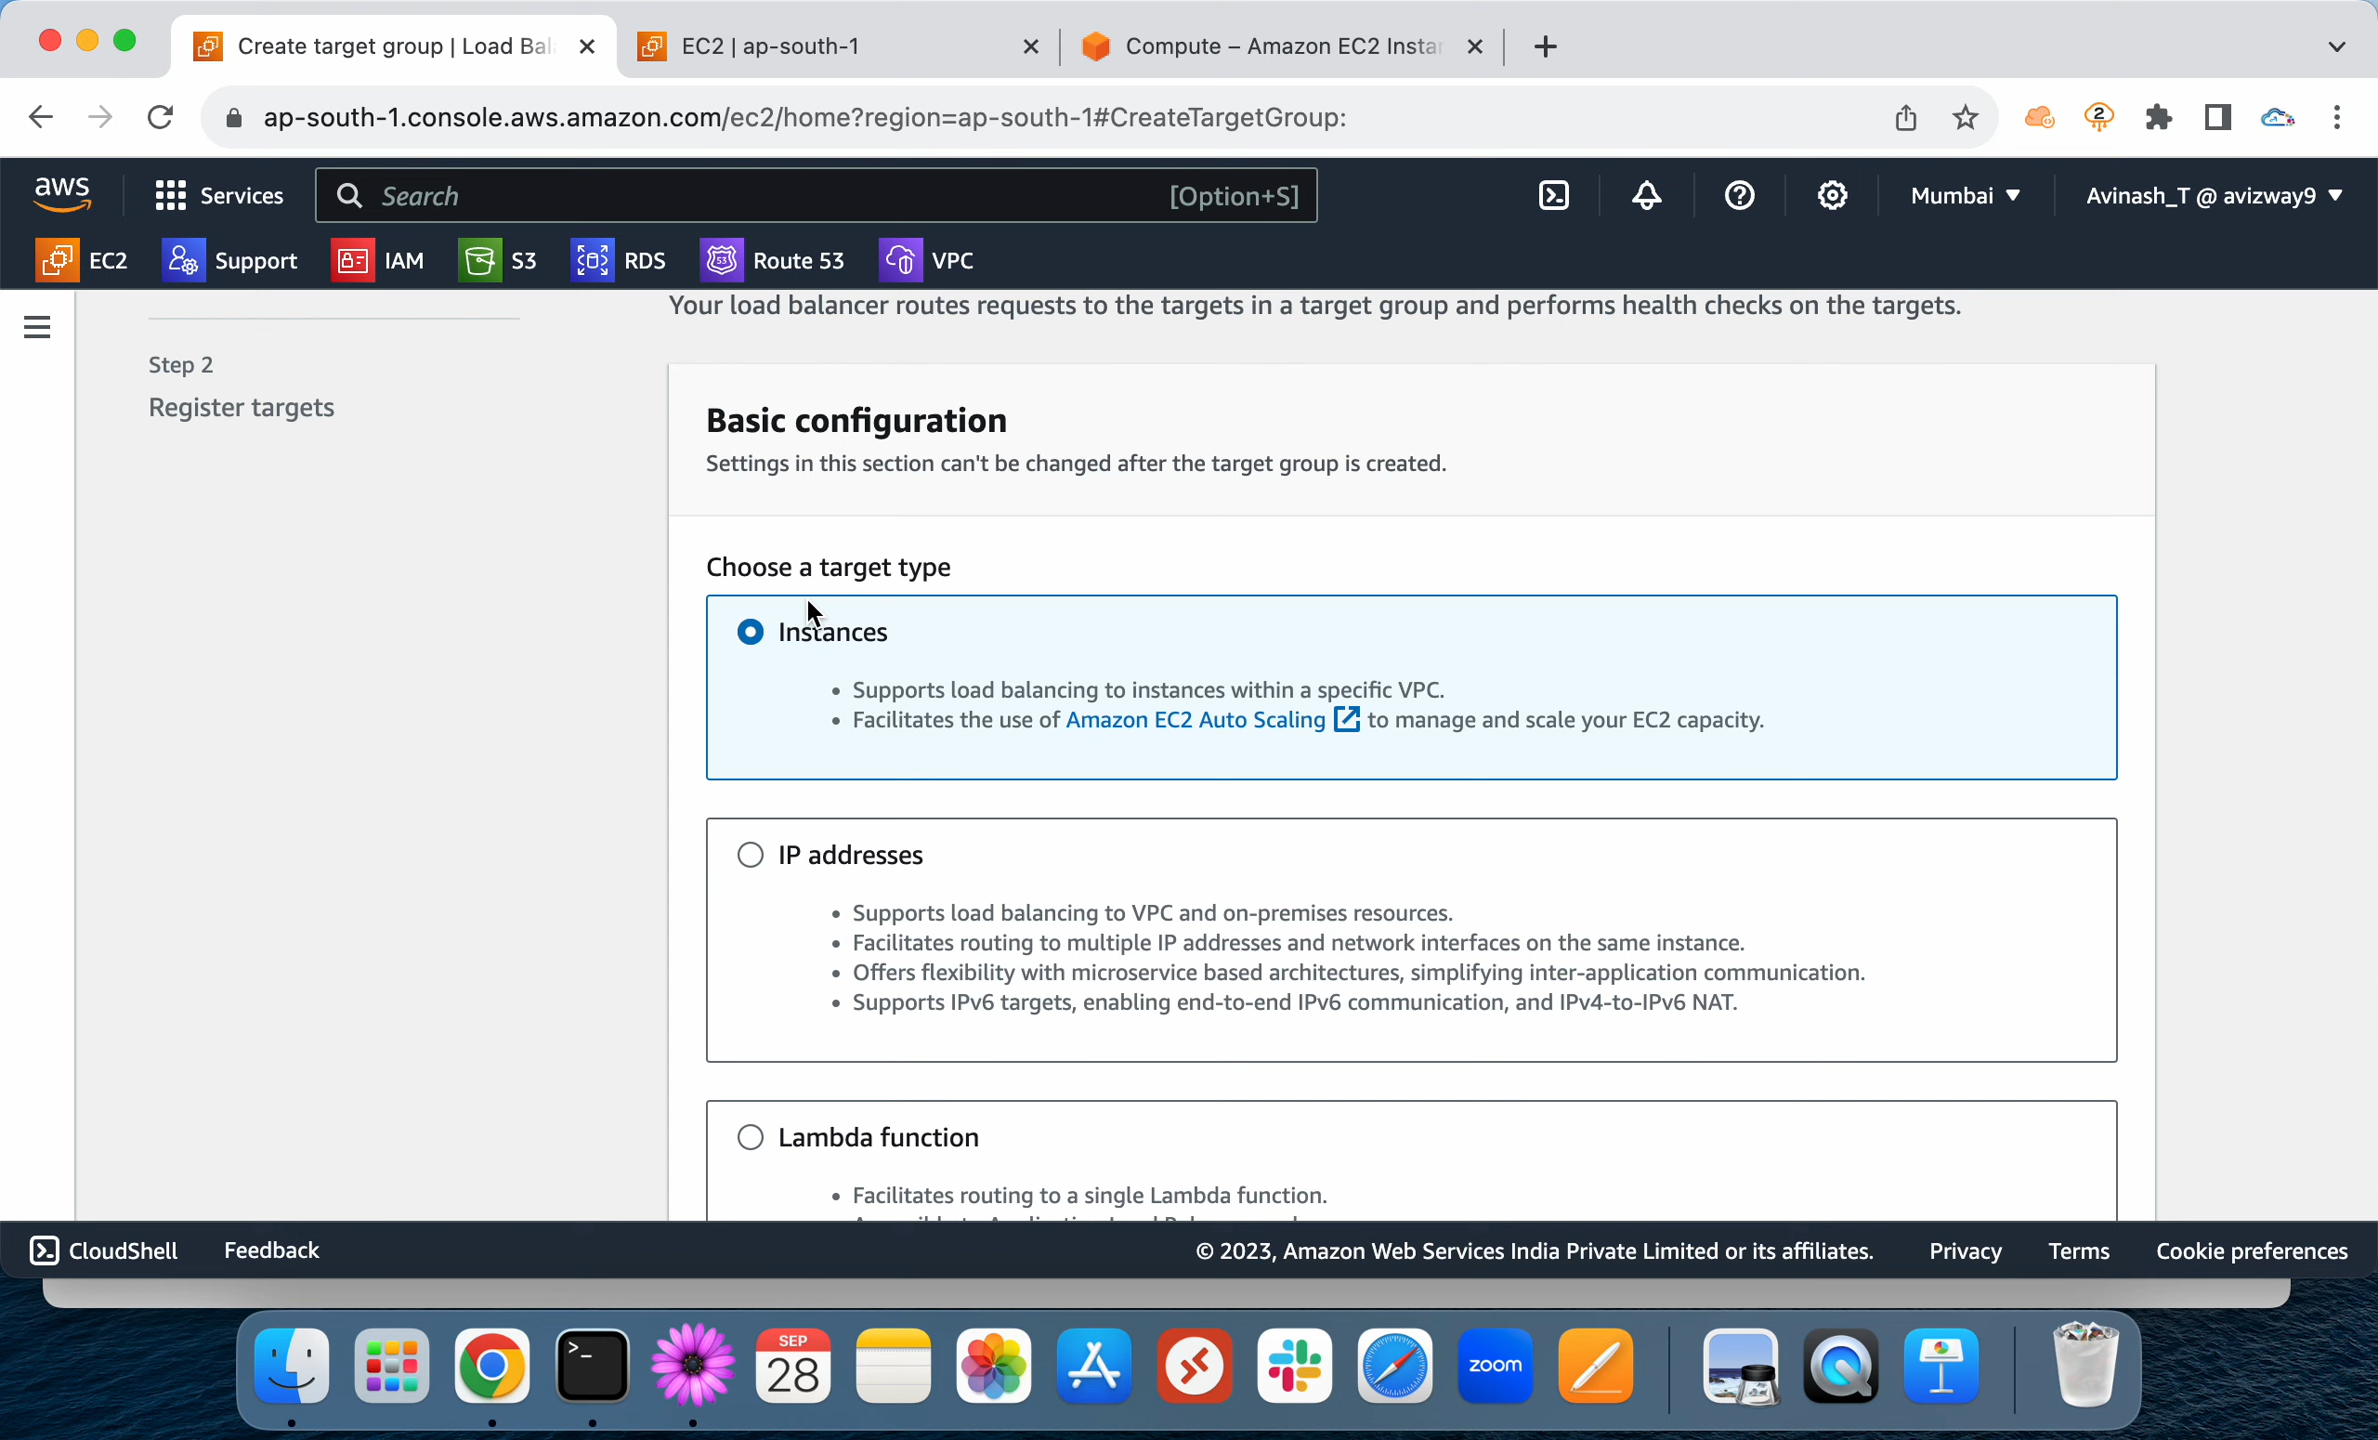 Create target group | Load Bal
EC2 | ap-south-1
Compute – Amazon EC2 Instan
ap-south-1.console.aws.amazon.com/ec2/home?region=ap-south-1#CreateTargetGroup:
2
aws
Services
Search
[Option+S]
Mumbai
Avinash_T @ avizway9
EC2
Support
IAM
S3
RDS
53
Route 53
VPC
Your load balancer routes requests to the targets in a target group and performs health checks on the targets.
Step 2
Register targets
Basic configuration
Settings in this section can't be changed after the target group is created.
Choose a target type
Instances
• Supports load balancing to instances within a specific VPC.
• Facilitates the use of Amazon EC2 Auto Scaling to manage and scale your EC2 capacity.
IP addresses
• Supports load balancing to VPC and on-premises resources.
• Facilitates routing to multiple IP addresses and network interfaces on the same instance.
• Offers flexibility with microservice based architectures, simplifying inter-application communication.
• Supports IPv6 targets, enabling end-to-end IPv6 communication, and IPv4-to-IPv6 NAT.
Lambda function
• Facilitates routing to a single Lambda function.
CloudShell
Feedback
© 2023, Amazon Web Services India Private Limited or its affiliates.
Privacy
Terms
Cookie preferences
SEP
28
zoom